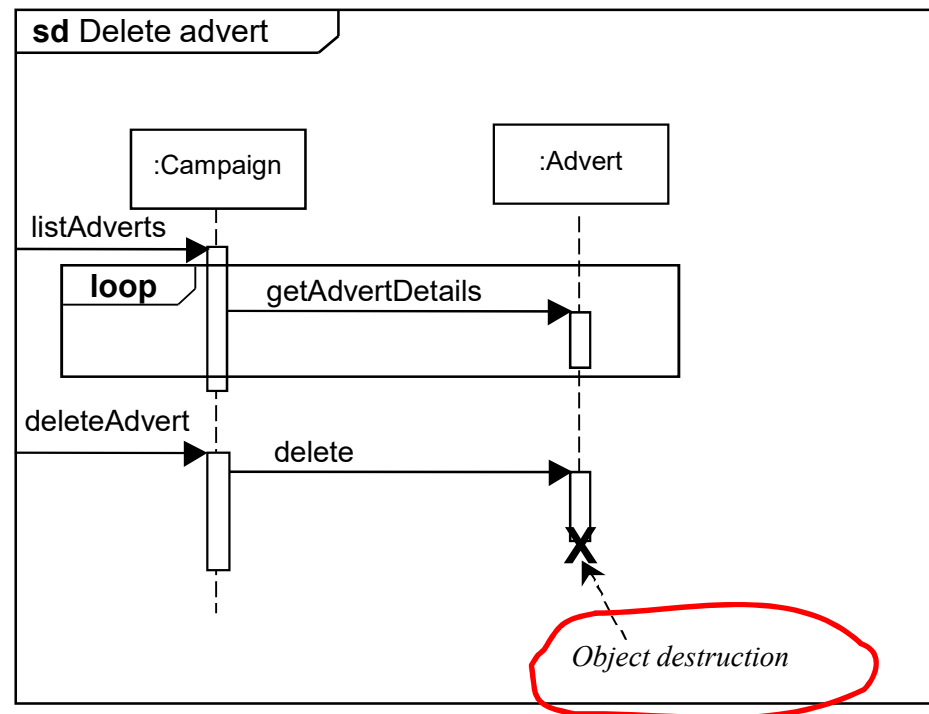 sd Delete advert
:Campaign
:Advert
listAdverts
loop
getAdvertDetails
deleteAdvert
delete
X
Object destruction